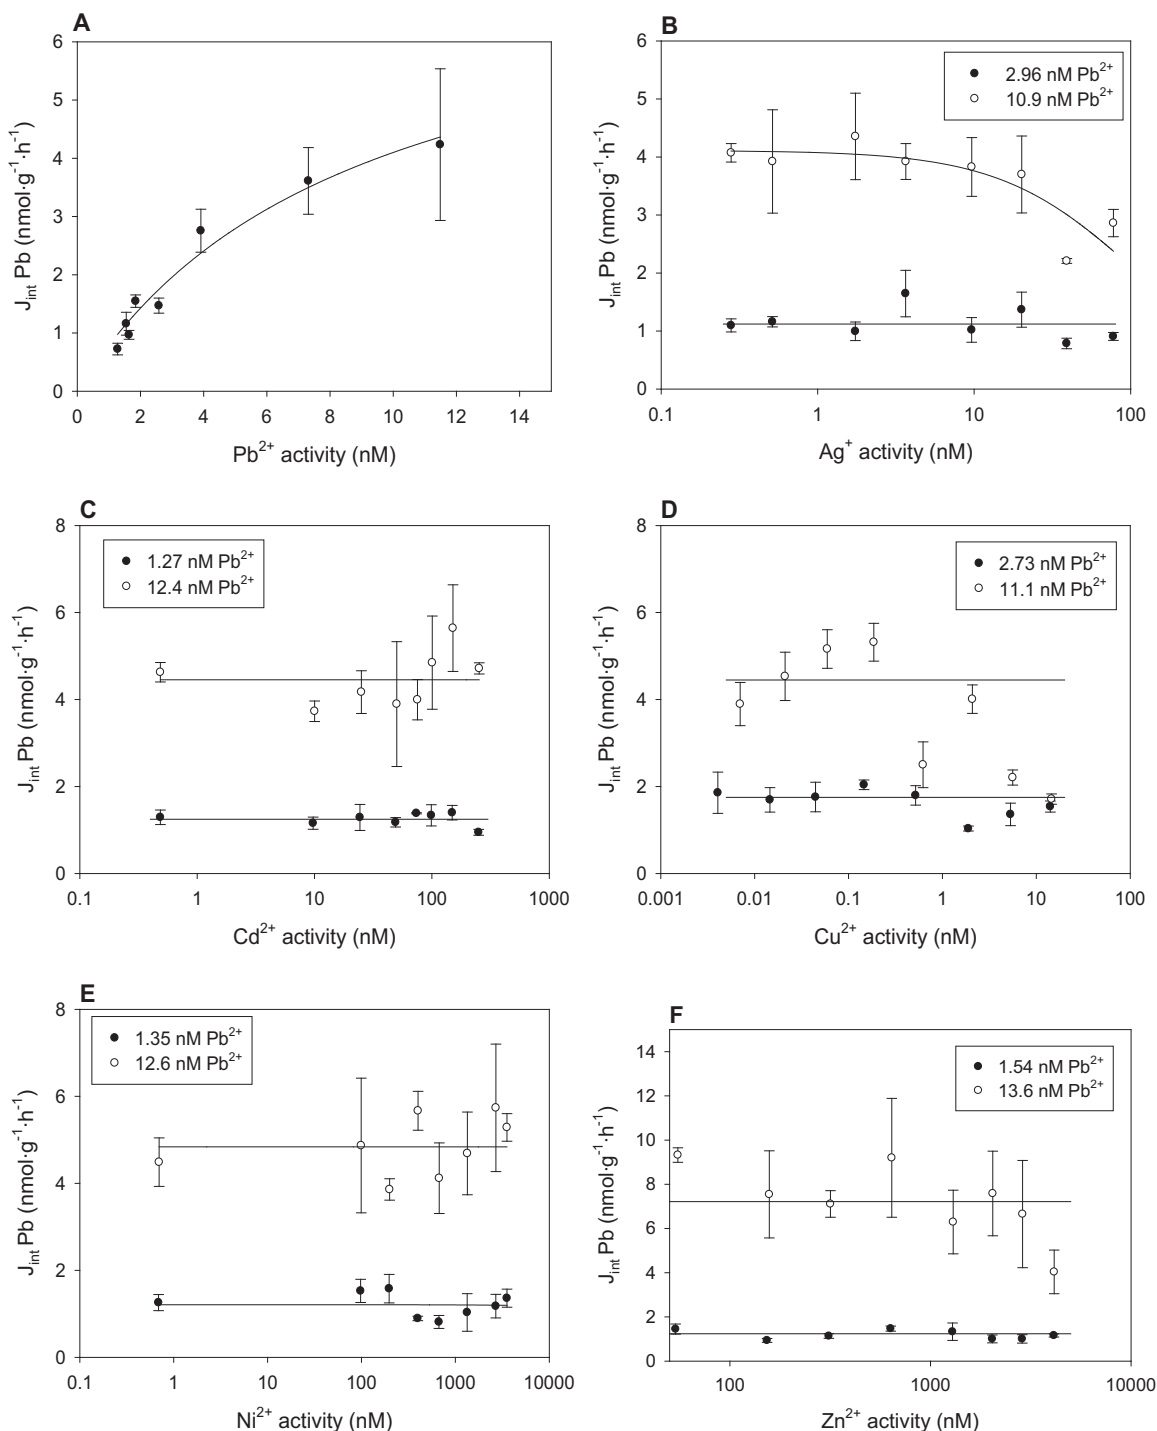 A
J_int Pb (nmol·g⁻¹·h⁻¹)
6
5
4
3
2
1
0
0 2 4 6 8 10 12 14
Pb²⁺ activity (nM)
B
J_int Pb (nmol·g⁻¹·h⁻¹)
2.96 nM Pb²⁺
10.9 nM Pb²⁺
6
5
4
3
2
1
0
0.1 1 10 100
Ag⁺ activity (nM)
C
J_int Pb (nmol·g⁻¹·h⁻¹)
1.27 nM Pb²⁺
12.4 nM Pb²⁺
8
6
4
2
0
0.1 1 10 100 1000
Cd²⁺ activity (nM)
D
J_int Pb (nmol·g⁻¹·h⁻¹)
2.73 nM Pb²⁺
11.1 nM Pb²⁺
8
6
4
2
0
0.001 0.01 0.1 1 10 100
Cu²⁺ activity (nM)
E
J_int Pb (nmol·g⁻¹·h⁻¹)
1.35 nM Pb²⁺
12.6 nM Pb²⁺
8
6
4
2
0
0.1 1 10 100 1000 10000
Ni²⁺ activity (nM)
F
J_int Pb (nmol·g⁻¹·h⁻¹)
1.54 nM Pb²⁺
13.6 nM Pb²⁺
14
12
10
8
6
4
2
0
100 1000 10000
Zn²⁺ activity (nM)